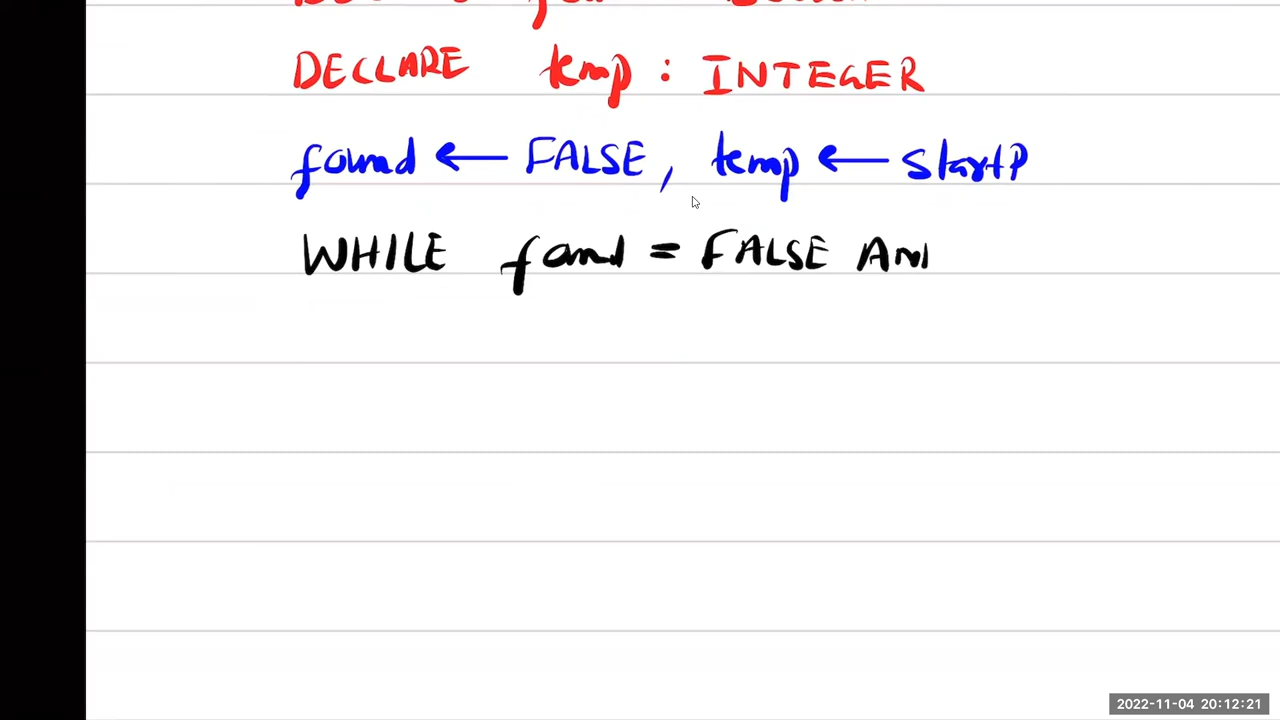 DECLARE temp : INTEGER
found ← FALSE, temp ← StartP
WHILE found = FALSE AN
2022-11-04 20:12:21